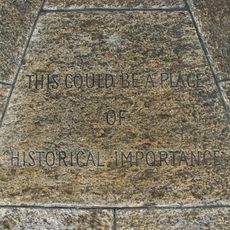 THIS COULD BE A PLACE
OF
HISTORICAL IMPORTANCE